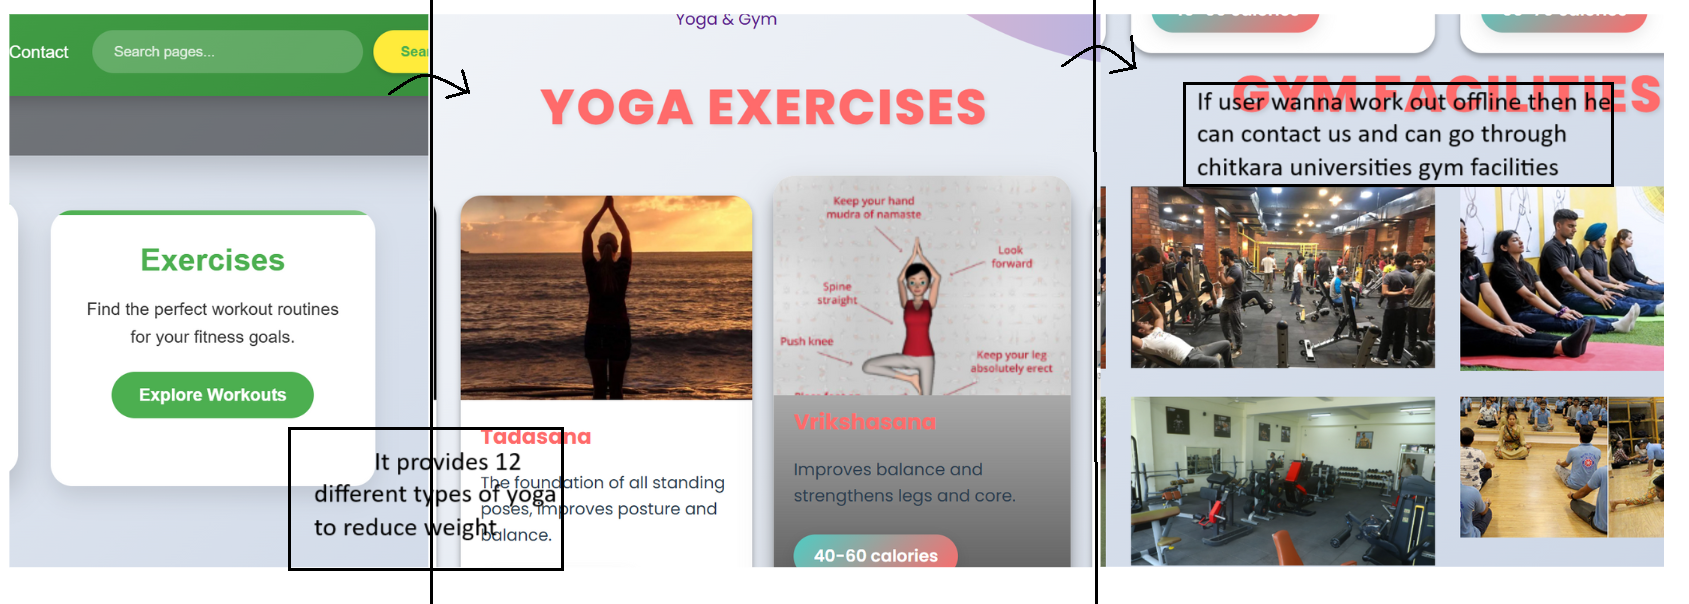 Contact
Search pages...
Sear
Exercises
Find the perfect workout routines
for your fitness goals.
Explore Workouts
It provides 12
different types of yoga
to reduce weight
Yoga & Gym
YOGA EXERCISES
Tadasana
The foundation of all standing
poses, improves posture and
balance.
Keep your hand
mudra of namaste
Look
forward
Spine
straight
Push knee
Keep your leg
absolutely erect
Vrikshasana
Improves balance and
strengthens legs and core.
40-60 calories
calories
calories
GYM FACILITIES
If user wanna work out offline then he
can contact us and can go through
chitkara universities gym facilities